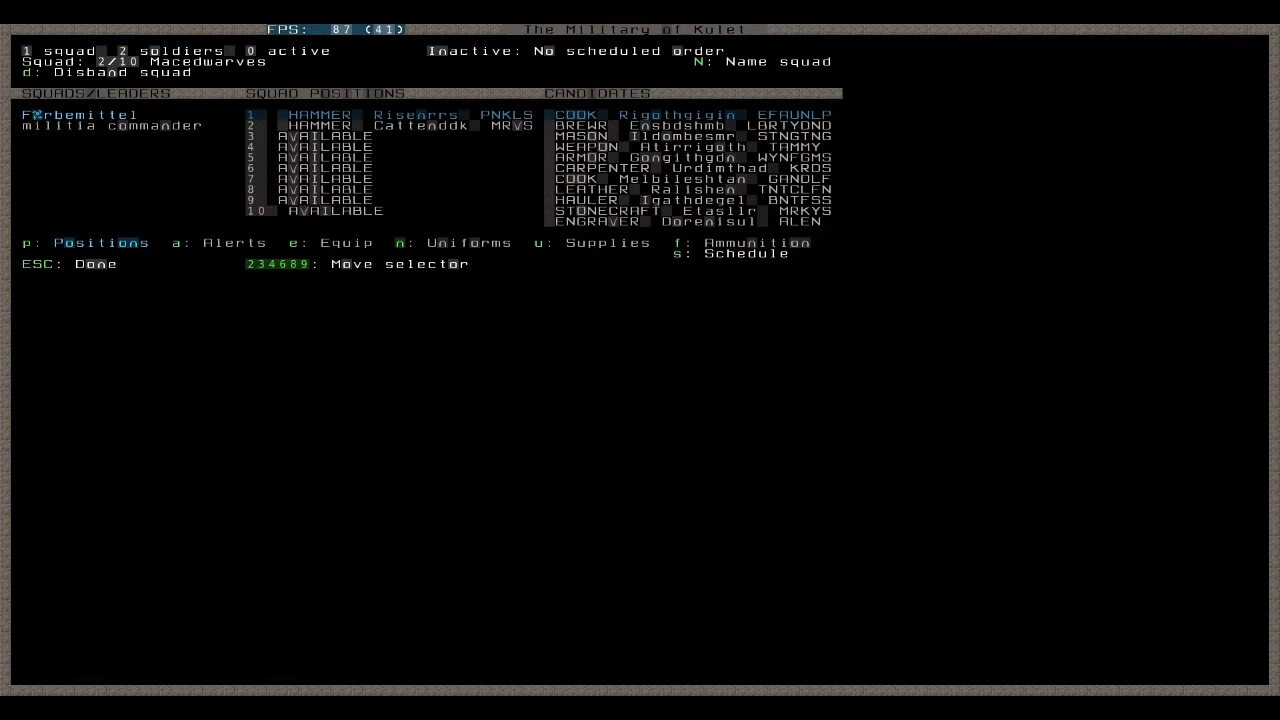 FPS: 87 (41) The Military of Kulet
1 squad 2 soldiers 0 active Inactive: No scheduled order
Squad: 2/10 Macedwarves N: Name squad
d: Disband squad
SQUADS/LEADERS SQUAD POSITIONS CANDIDATES
1 HAMMER Risenrrs PNKLS COOK Rigothgigin EFAUNLP
militia commander 2 HAMMER Cattenddk MRVS BREWR Ensbdshmb LBRTYDND
3 AVAILABLE MASON Ildombesmr STNGTNG
4 AVAILABLE WEAPON Atirrigoth TAMMY
5 AVAILABLE ARMOR Gongithgdn WYNFGMS
6 AVAILABLE CARPENTER Urdimthad KRDS
7 AVAILABLE COOK Melbileshtan GANDLF
8 AVAILABLE LEATHER Ralishen TNTCLFN
9 AVAILABLE HAULER Igathdegel BNTFSS
10 AVAILABLE STONECRAFT Etasllr MRKYS
ENGRAVER Dorenisul ALEN
p: Positions a: Alerts e: Equip n: Uniforms u: Supplies f: Ammunition
s: Schedule
ESC: Done 234689: Move selector